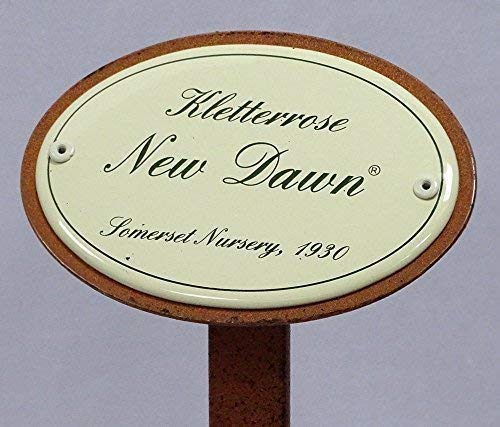 Kletterrose
New Dawn®
Somerset Nursery, 1930